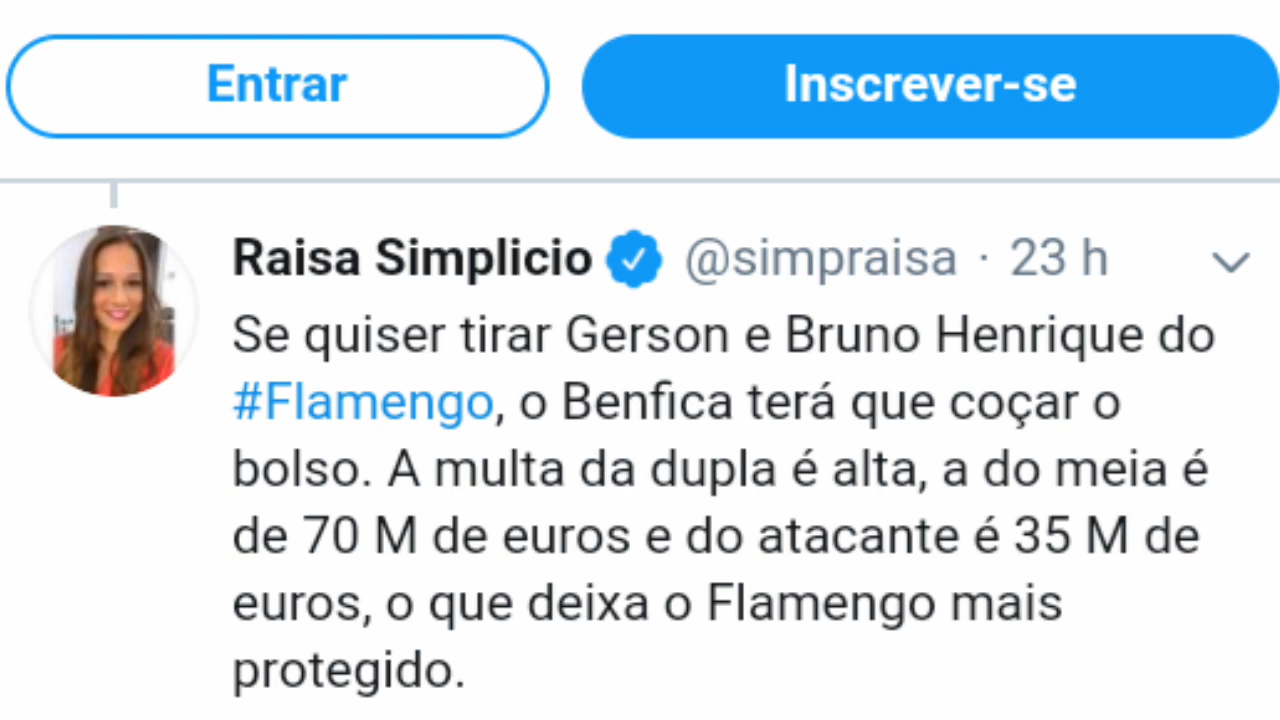 Entrar
Inscrever-se
Raisa Simplicio @simpraisa · 23 h
Se quiser tirar Gerson e Bruno Henrique do
#Flamengo, o Benfica terá que coçar o
bolso. A multa da dupla é alta, a do meia é
de 70 M de euros e do atacante é 35 M de
euros, o que deixa o Flamengo mais
protegido.